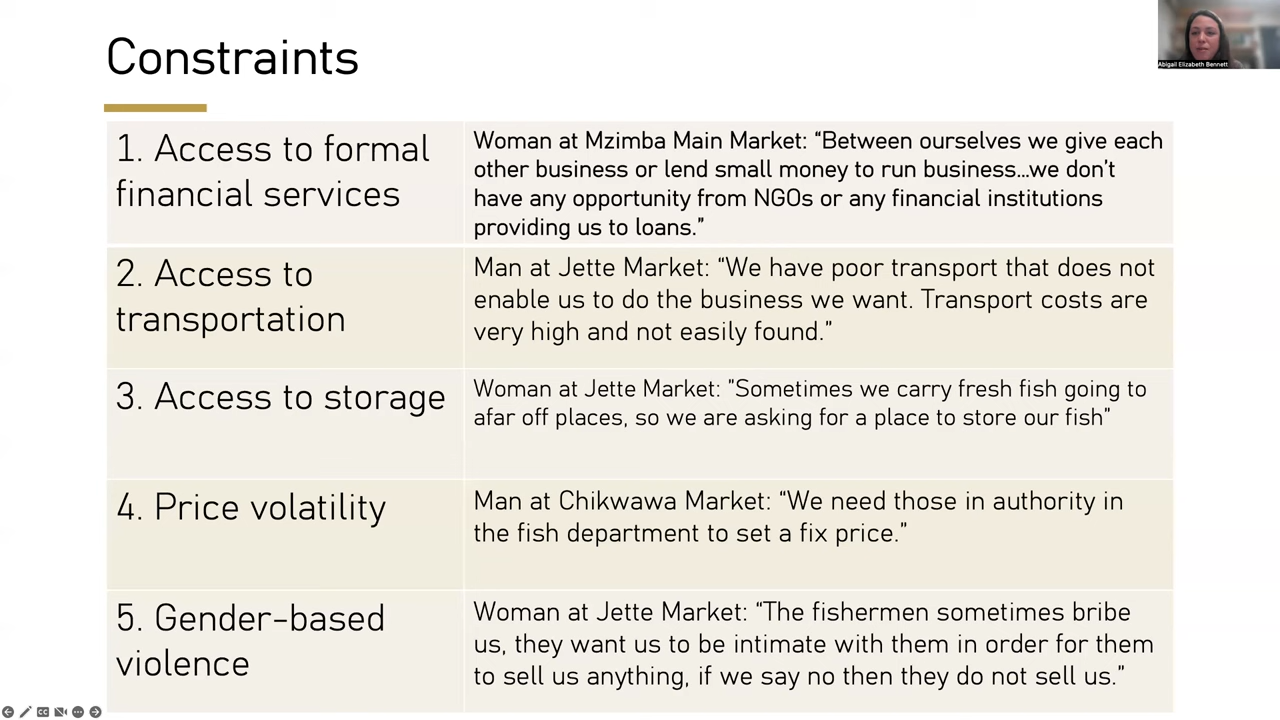 Constraints
Abigail Elizabeth Bennett
1. Access to formal
financial services
Woman at Mzimba Main Market: “Between ourselves we give each
other business or lend small money to run business...we don’t
have any opportunity from NGOs or any financial institutions
providing us to loans.”
2. Access to
transportation
Man at Jette Market: “We have poor transport that does not
enable us to do the business we want. Transport costs are
very high and not easily found.”
3. Access to storage
Woman at Jette Market: "Sometimes we carry fresh fish going to
afar off places, so we are asking for a place to store our fish”
4. Price volatility
Man at Chikwawa Market: “We need those in authority in
the fish department to set a fix price.”
5. Gender-based
violence
Woman at Jette Market: “The fishermen sometimes bribe
us, they want us to be intimate with them in order for them
to sell us anything, if we say no then they do not sell us.”